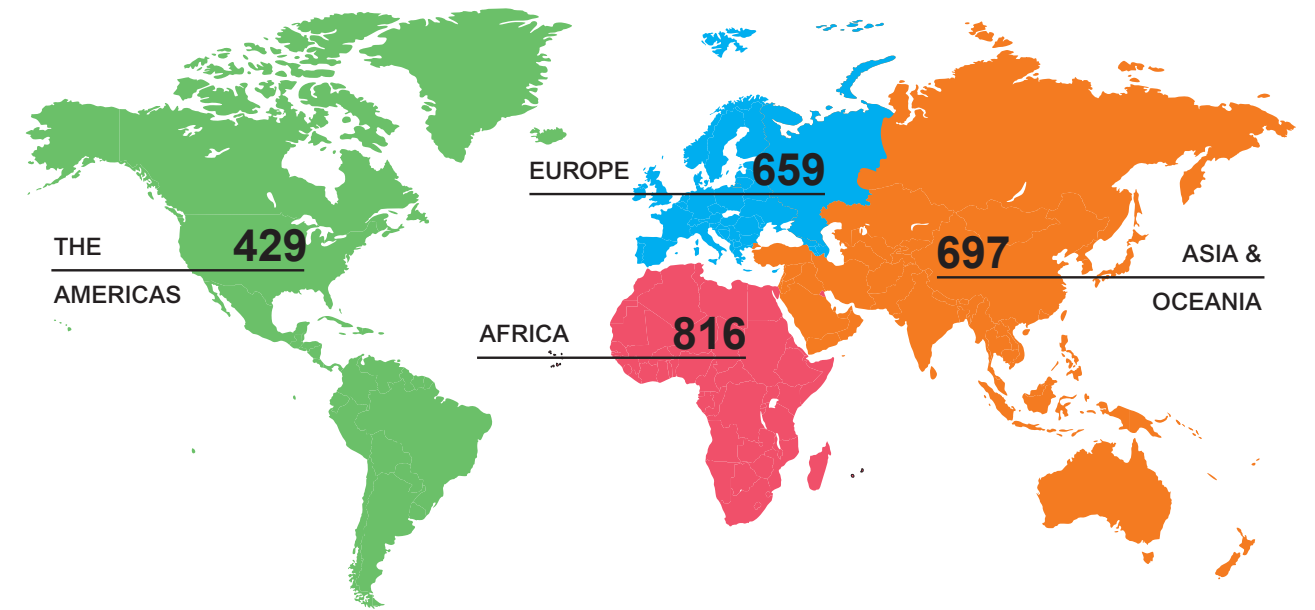 EUROPE 659
THE 429
AMERICAS
697 ASIA &
OCEANIA
AFRICA 816